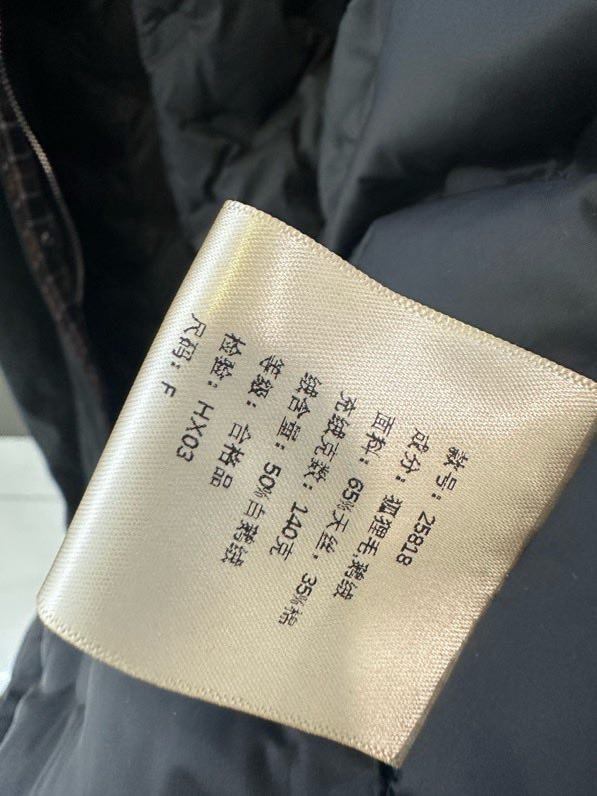 款号: 25818
成分: 狐狸毛,鹅绒
面料: 65%天丝, 35%棉
充绒克数: 140克
绒含量: 50%白鹅绒
等级: 合格品
检验: HX03
尺码: F